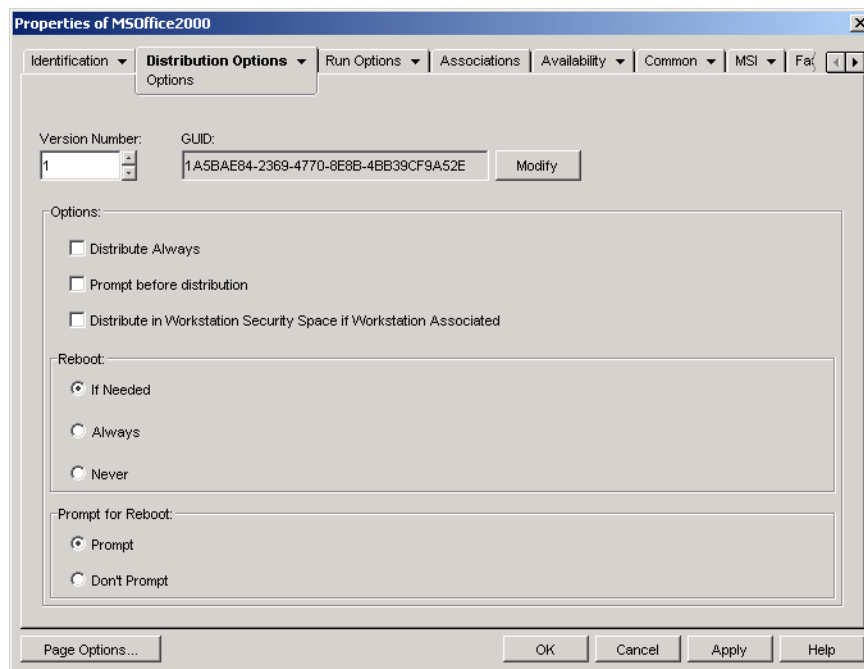 Properties of MSOffice2000
Identification Distribution Options Run Options Associations Availability Common MSI
Options
Version Number: GUID:
1 1A5BAE84-2369-4770-8E8B-4BB39CF9A52E Modify
Options:
Distribute Always
Prompt before distribution
Distribute in Workstation Security Space if Workstation Associated
Reboot:
If Needed
Always
Never
Prompt for Reboot:
Prompt
Don't Prompt
Page Options... OK Cancel Apply Help